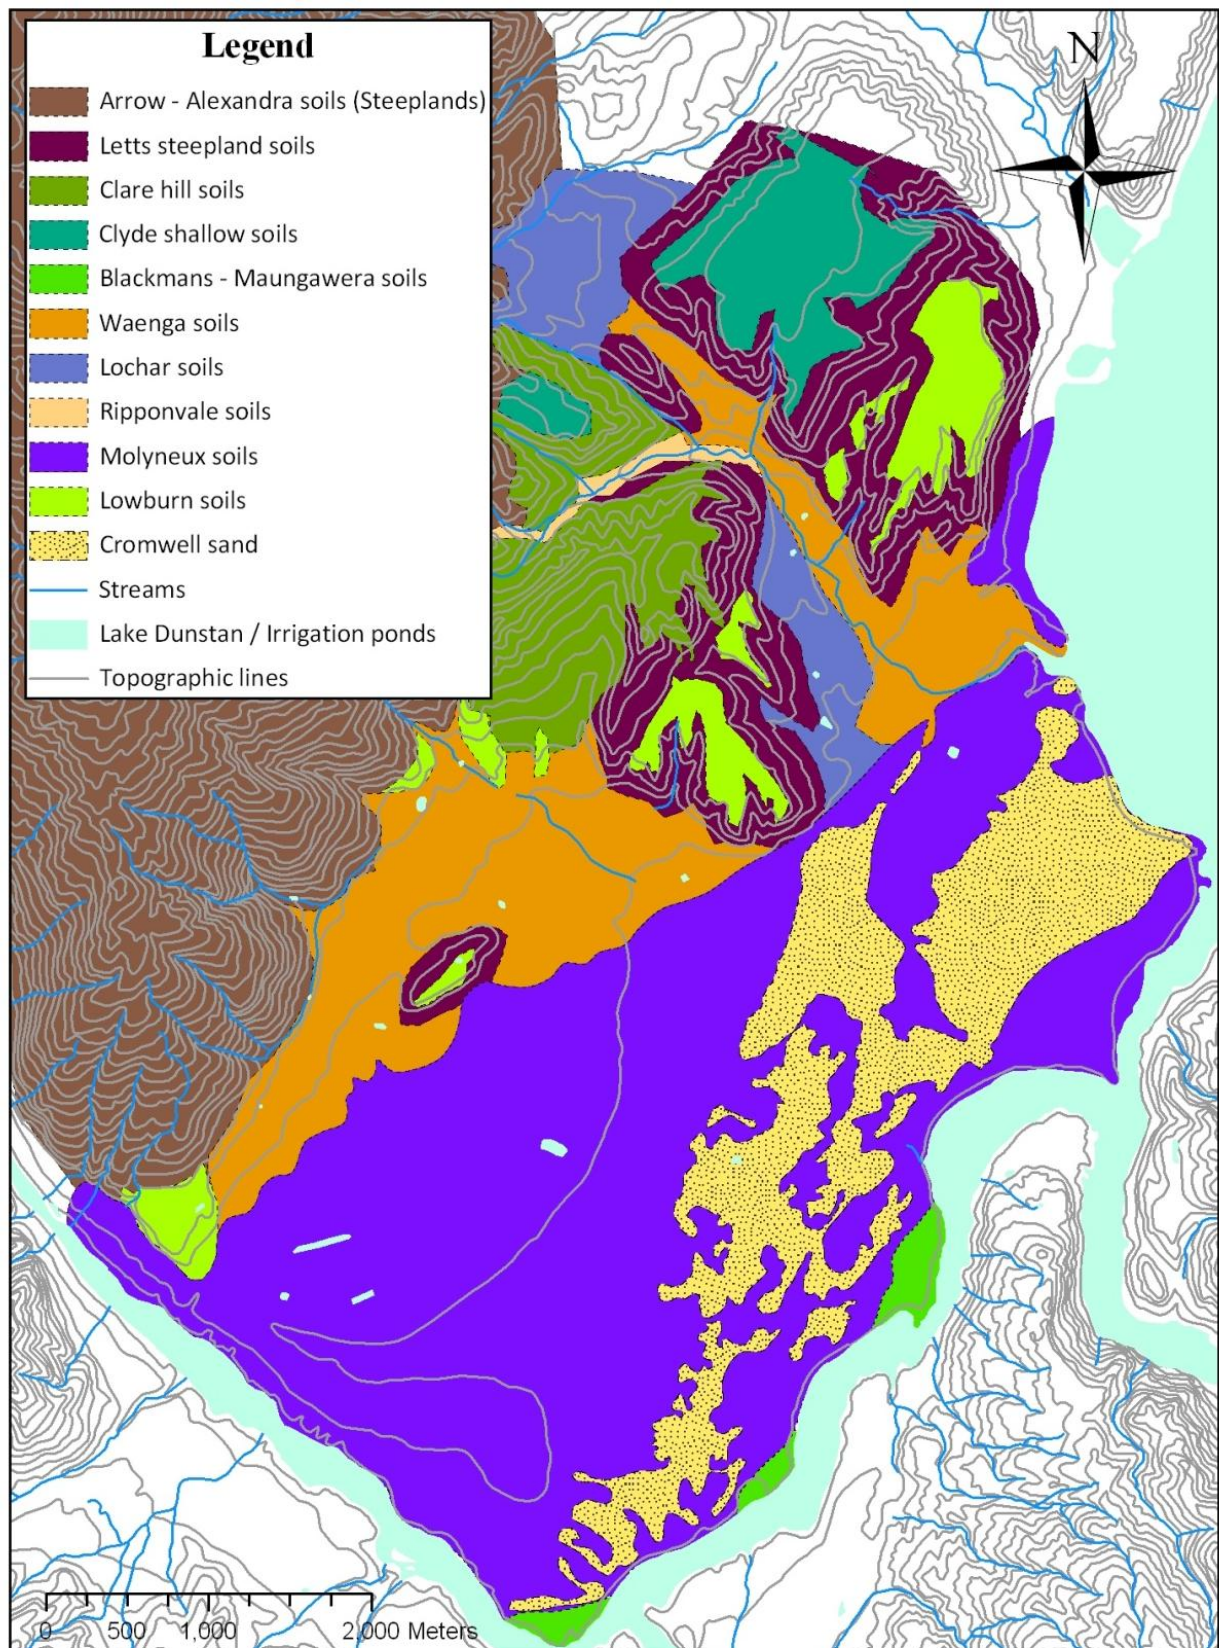 Legend
Arrow - Alexandra soils (Steeplands)
Letts steepland soils
Clare hill soils
Clyde shallow soils
Blackmans - Maungawera soils
Waenga soils
Lochar soils
Ripponvale soils
Molyneux soils
Lowburn soils
Cromwell sand
Streams
Lake Dunstan / Irrigation ponds
Topographic lines
N
0 500 1,000 2,000 Meters